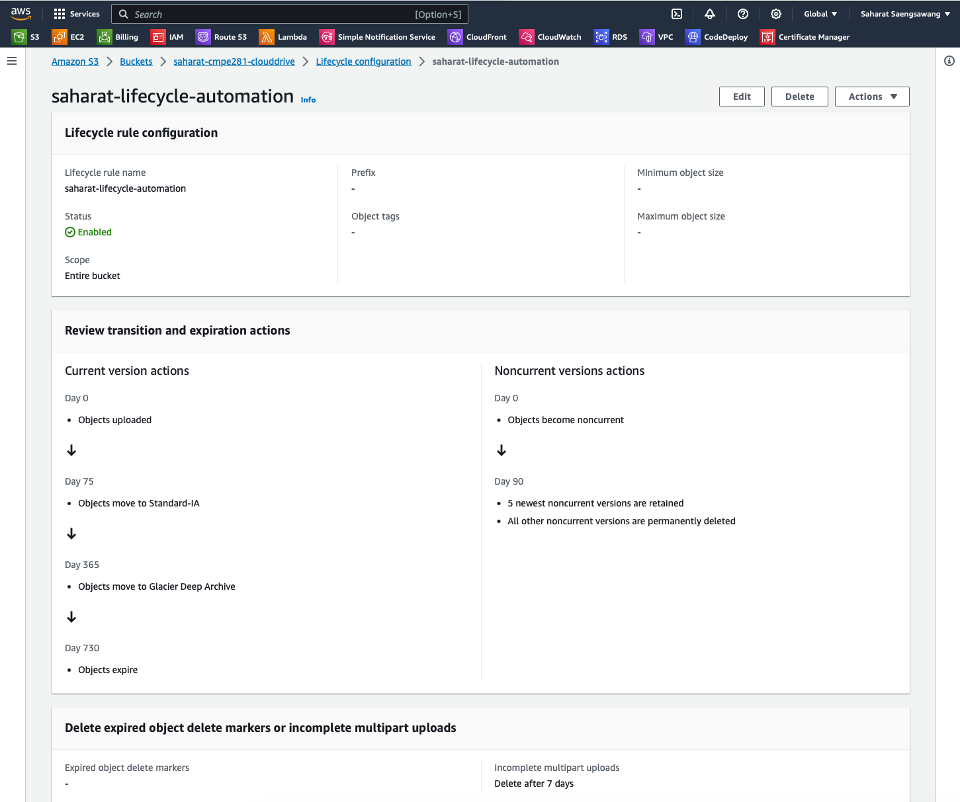 aws Services Search [Option+S] Global ▼ Saharat Saengsawang ▼
S3 EC2 Billing IAM Route 53 Lambda Simple Notification Service CloudFront CloudWatch RDS VPC CodeDeploy Certificate Manager
Amazon S3 > Buckets > saharat-cmpe281-clouddrive > Lifecycle configuration > saharat-lifecycle-automation
saharat-lifecycle-automation Info Edit Delete Actions ▼
Lifecycle rule configuration
Lifecycle rule name
saharat-lifecycle-automation
Status
Enabled
Scope
Entire bucket
Prefix
-
Object tags
-
Minimum object size
-
Maximum object size
-
Review transition and expiration actions
Current version actions
Day 0
• Objects uploaded
↓
Day 75
• Objects move to Standard-IA
↓
Day 365
• Objects move to Glacier Deep Archive
↓
Day 730
• Objects expire
Noncurrent versions actions
Day 0
• Objects become noncurrent
↓
Day 90
• 5 newest noncurrent versions are retained
• All other noncurrent versions are permanently deleted
Delete expired object delete markers or incomplete multipart uploads
Expired object delete markers
-
Incomplete multipart uploads
Delete after 7 days